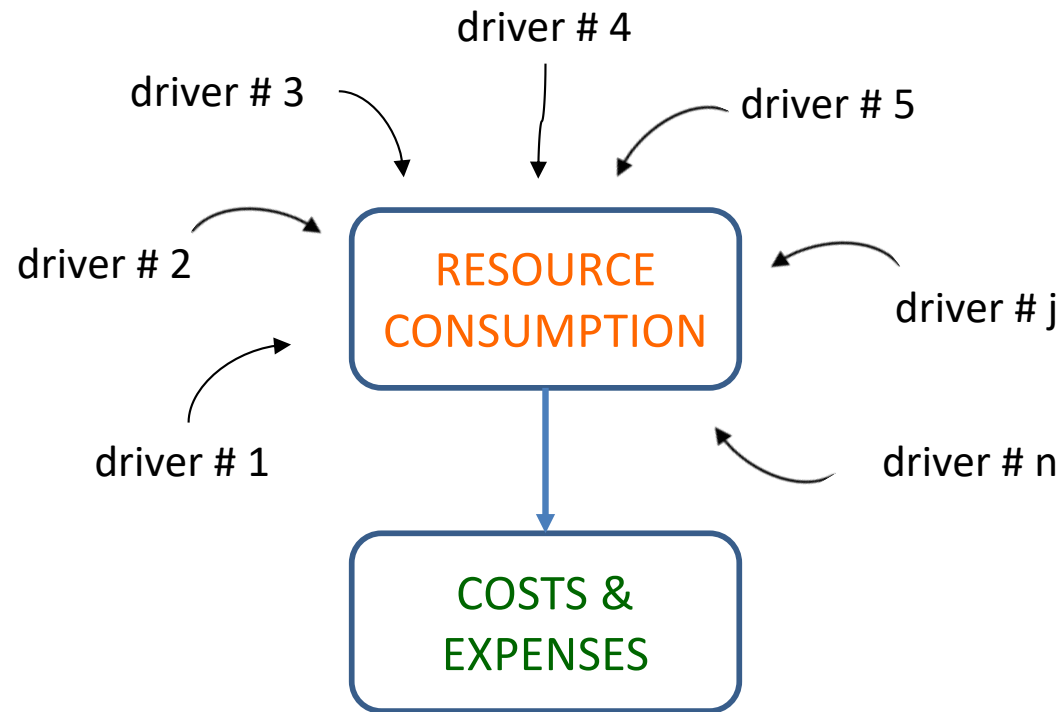 driver # 4
driver # 3
driver # 5
driver # 2
RESOURCE
CONSUMPTION
driver # j
driver # 1
driver # n
COSTS &
EXPENSES